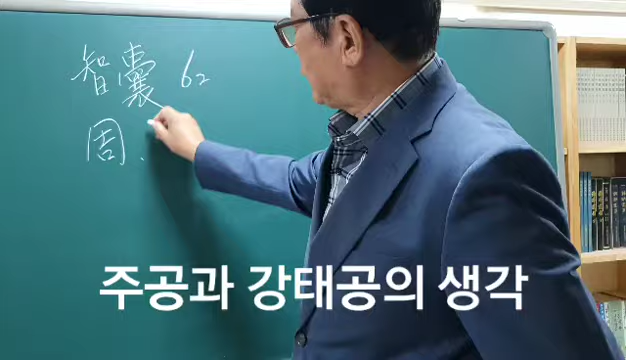 智囊 62
周.
주공과 강태공의 생각